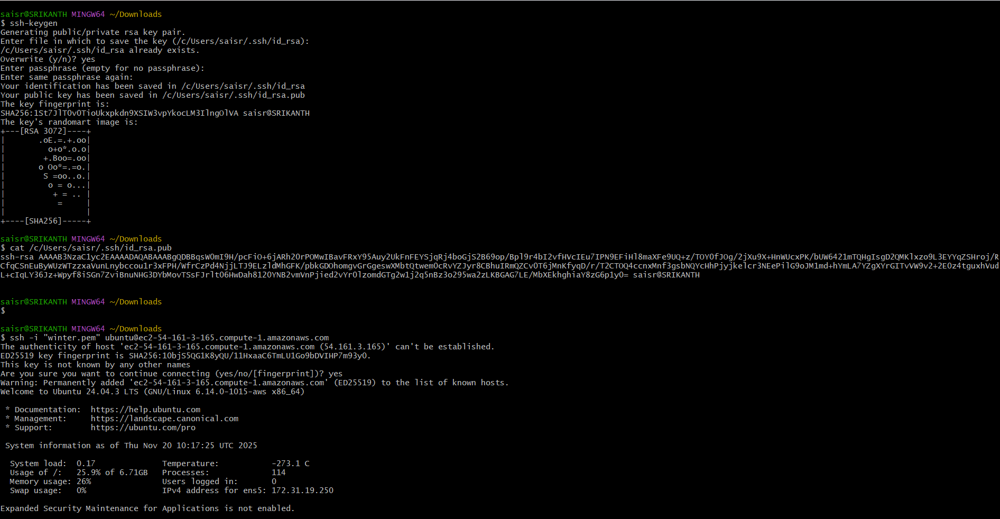 saisr@SRIKANTH MINGW64 ~/Downloads
$ ssh-keygen
Generating public/private rsa key pair.
Enter file in which to save the key (/c/Users/saisr/.ssh/id_rsa):
/c/Users/saisr/.ssh/id_rsa already exists.
Overwrite (y/n)? yes
Enter passphrase (empty for no passphrase):
Enter same passphrase again:
Your identification has been saved in /c/Users/saisr/.ssh/id_rsa
Your public key has been saved in /c/Users/saisr/.ssh/id_rsa.pub
The key fingerprint is:
SHA256:1St7JlTOvOTioUkxpkdn9XSIW3vpYkocLM3IlngOlVA saisr@SRIKANTH
The key's randomart image is:
+---[RSA 3072]----+
|       .oE.=.+.oo|
|         o+o*.o.o|
|        +.Boo=.oo|
|       o Oo*=.=o.|
|        S =oo..o.|
|         o = o...|
|          + = .. |
|           =     |
|                 |
+----[SHA256]-----+
saisr@SRIKANTH MINGW64 ~/Downloads
$ cat /c/Users/saisr/.ssh/id_rsa.pub
ssh-rsa AAAAB3NzaC1yc2EAAAADAQABAAABgQDBBqsWOmI9H/pcFiO+6jARh2OrPOMwIBavFRxY95Auy2UkFnFEYSjqRj4boGjS2B69op/Bpl9r4bI2vfHVcIEu7IPN9EFiHl8maXFe9UQ+z/TOYOfJOg/2jXu9X+HnWUcxPK/bUW6421mTQHgIsgD2QMKlxzo9L3EYYqZSHroj/R
CfqCSnEuByWUzWTzzxaVunLnybccou1r3xFPH/WfrCzPd4NjjLTJ9ELzldMhGFK/pbkGDOhomgvGrGgeswXMbtQtwemOcRvYZJyr8CBhuIRmQZCvOT6jMnKfyqD/r/T2CTOQ4ccnxMnf3gsbNQYcHhPjyjkelcr3NEePilG9oJM1md+hYmLA7YZgXYrGITvVW9v2+2EOz4tguxhVud
L+cIqLY36Jz+Wpyf8iSGn7ZviBnuNHG3DYbMovTSsFJrltO6HwDah812OYNB2vmVnPjied2vYrOlzomdGTg2w1j2q5nBz3o295wa2zLKBGAG7LE/MbXEkhghiaY8zG6p1yO= saisr@SRIKANTH
saisr@SRIKANTH MINGW64 ~/Downloads
$
saisr@SRIKANTH MINGW64 ~/Downloads
$ ssh -i "winter.pem" ubuntu@ec2-54-161-3-165.compute-1.amazonaws.com
The authenticity of host 'ec2-54-161-3-165.compute-1.amazonaws.com (54.161.3.165)' can't be established.
ED25519 key fingerprint is SHA256:1ObjS5QG1K8yQU/11HxaaC6TmLU1Go9bDVIHP7m93yO.
This key is not known by any other names
Are you sure you want to continue connecting (yes/no/[fingerprint])? yes
Warning: Permanently added 'ec2-54-161-3-165.compute-1.amazonaws.com' (ED25519) to the list of known hosts.
Welcome to Ubuntu 24.04.3 LTS (GNU/Linux 6.14.0-1015-aws x86_64)
* Documentation:  https://help.ubuntu.com
* Management:     https://landscape.canonical.com
* Support:        https://ubuntu.com/pro
System information as of Thu Nov 20 10:17:25 UTC 2025
System load:  0.17              Temperature:           -273.1 C
Usage of /:   25.9% of 6.71GB   Processes:             114
Memory usage: 26%               Users logged in:       0
Swap usage:   0%                IPv4 address for ens5: 172.31.19.250
Expanded Security Maintenance for Applications is not enabled.